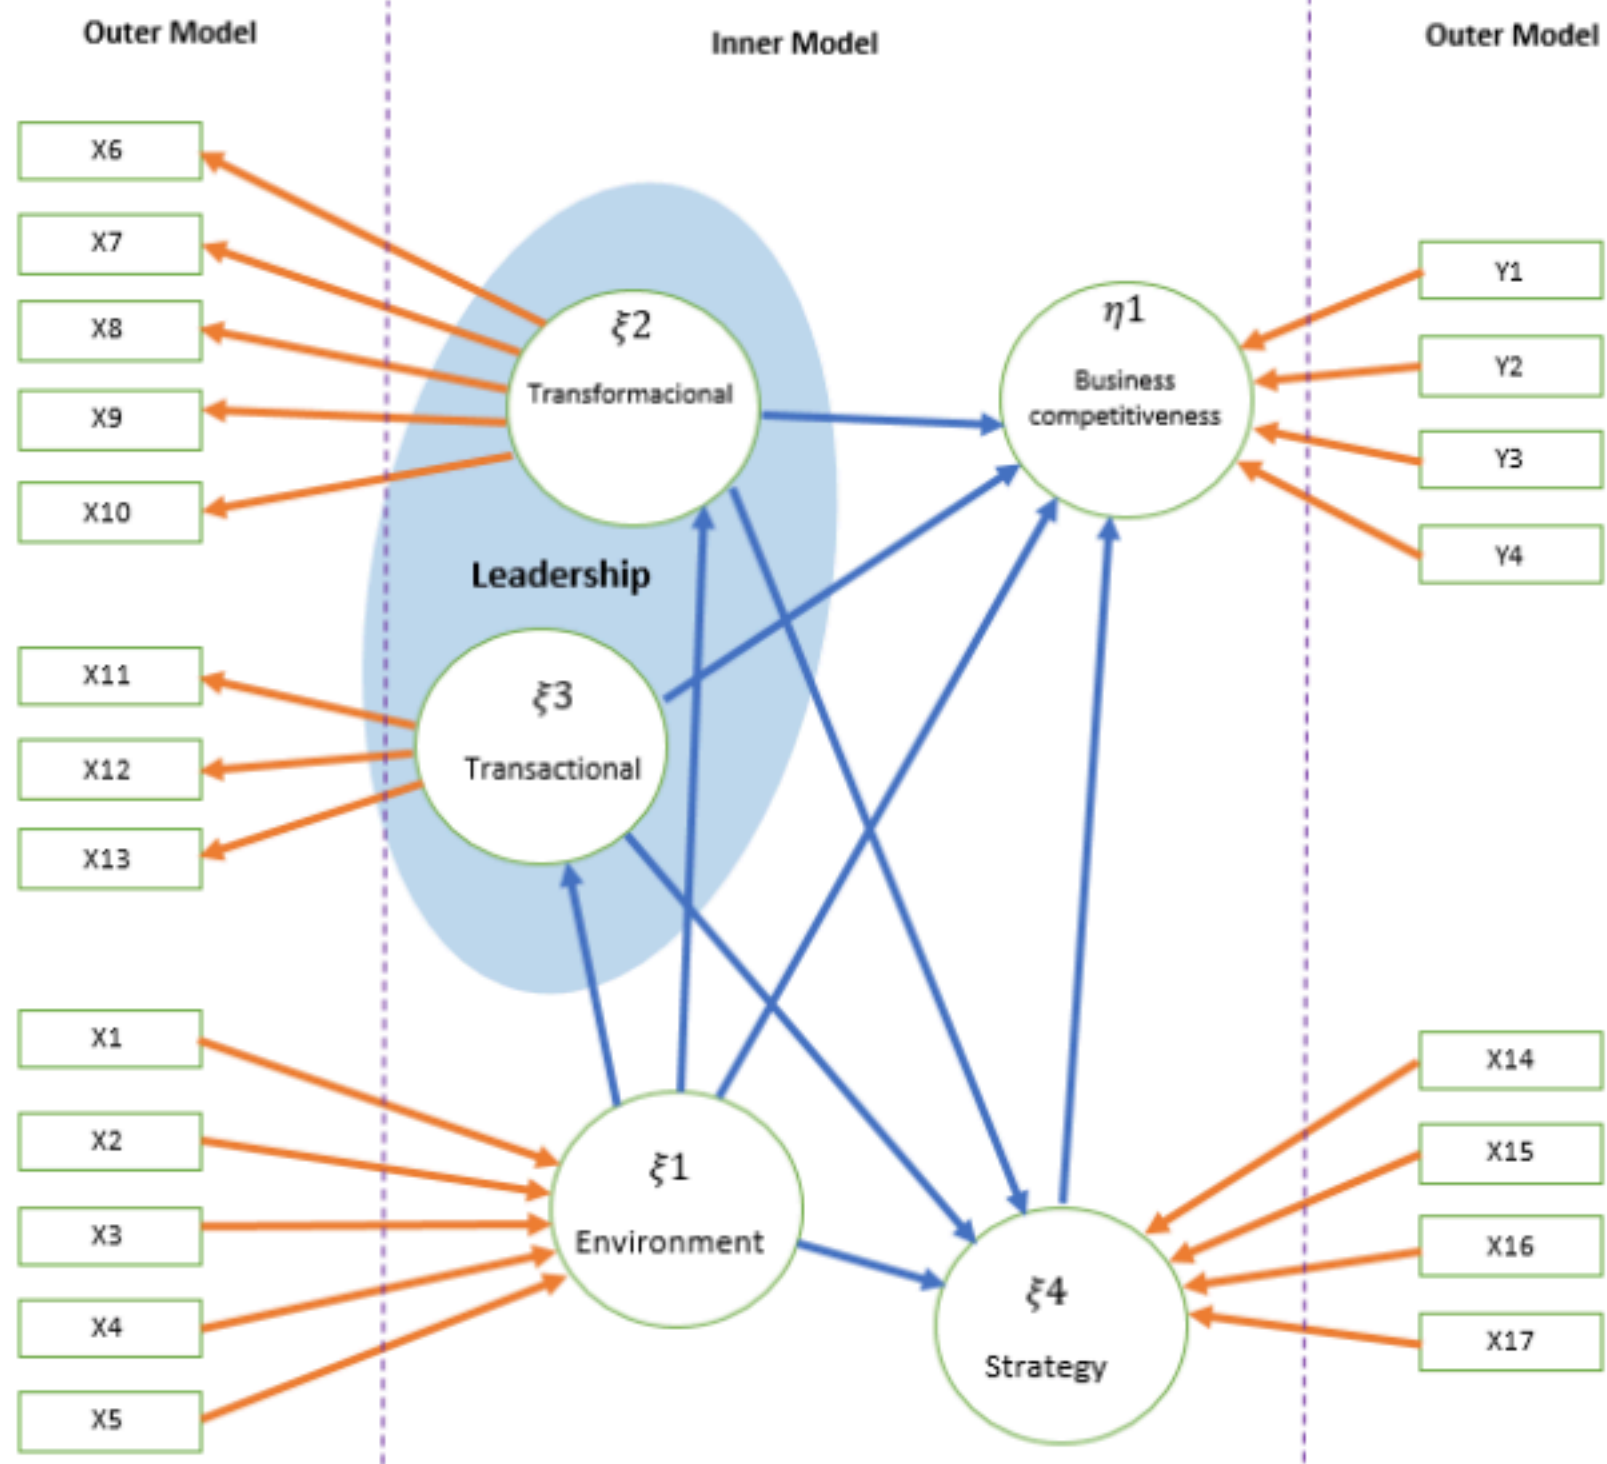 Outer Model
Inner Model
Outer Model
X6
X7
X8
X9
X10
X11
X12
X13
X1
X2
X3
X4
X5
ξ2
Transformacional
Leadership
ξ3
Transactional
ξ1
Environment
η1
Business
competitiveness
ξ4
Strategy
Y1
Y2
Y3
Y4
X14
X15
X16
X17